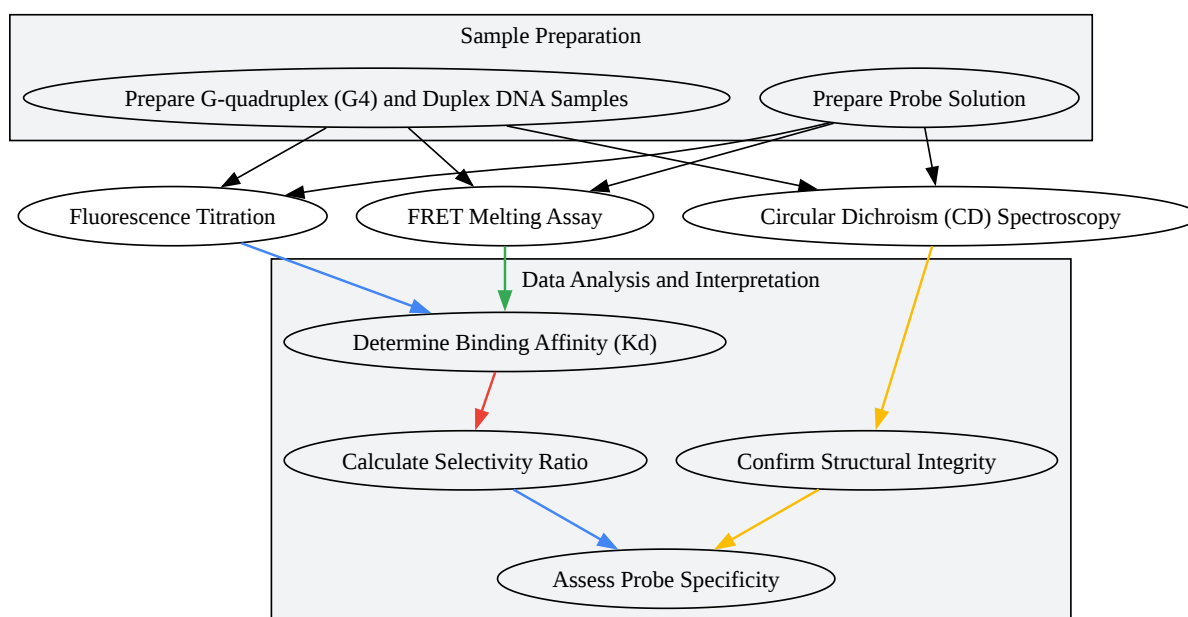 Sample Preparation
Prepare G-quadruplex (G4) and Duplex DNA Samples
Prepare Probe Solution
Fluorescence Titration
FRET Melting Assay
Circular Dichroism (CD) Spectroscopy
Data Analysis and Interpretation
Determine Binding Affinity (Kd)
Calculate Selectivity Ratio
Confirm Structural Integrity
Assess Probe Specificity